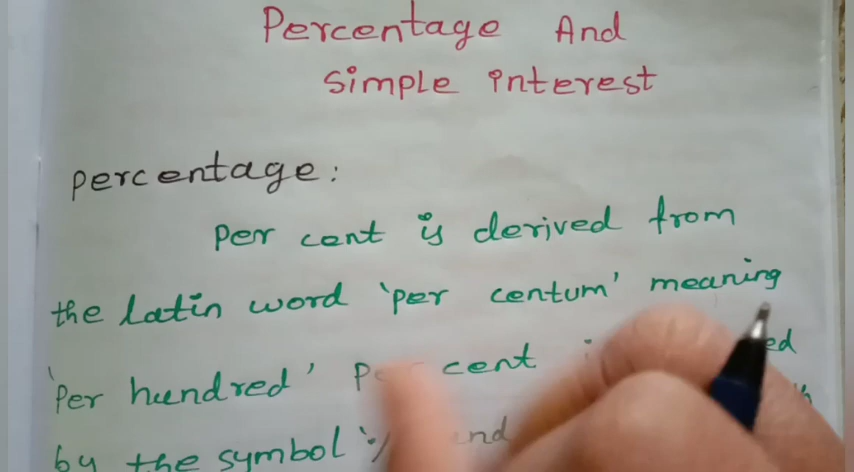 Percentage And
Simple interest
percentage:
Per cent is derived from
the Latin word 'per centum' meaning
'Per hundred' cent
by the symbol and